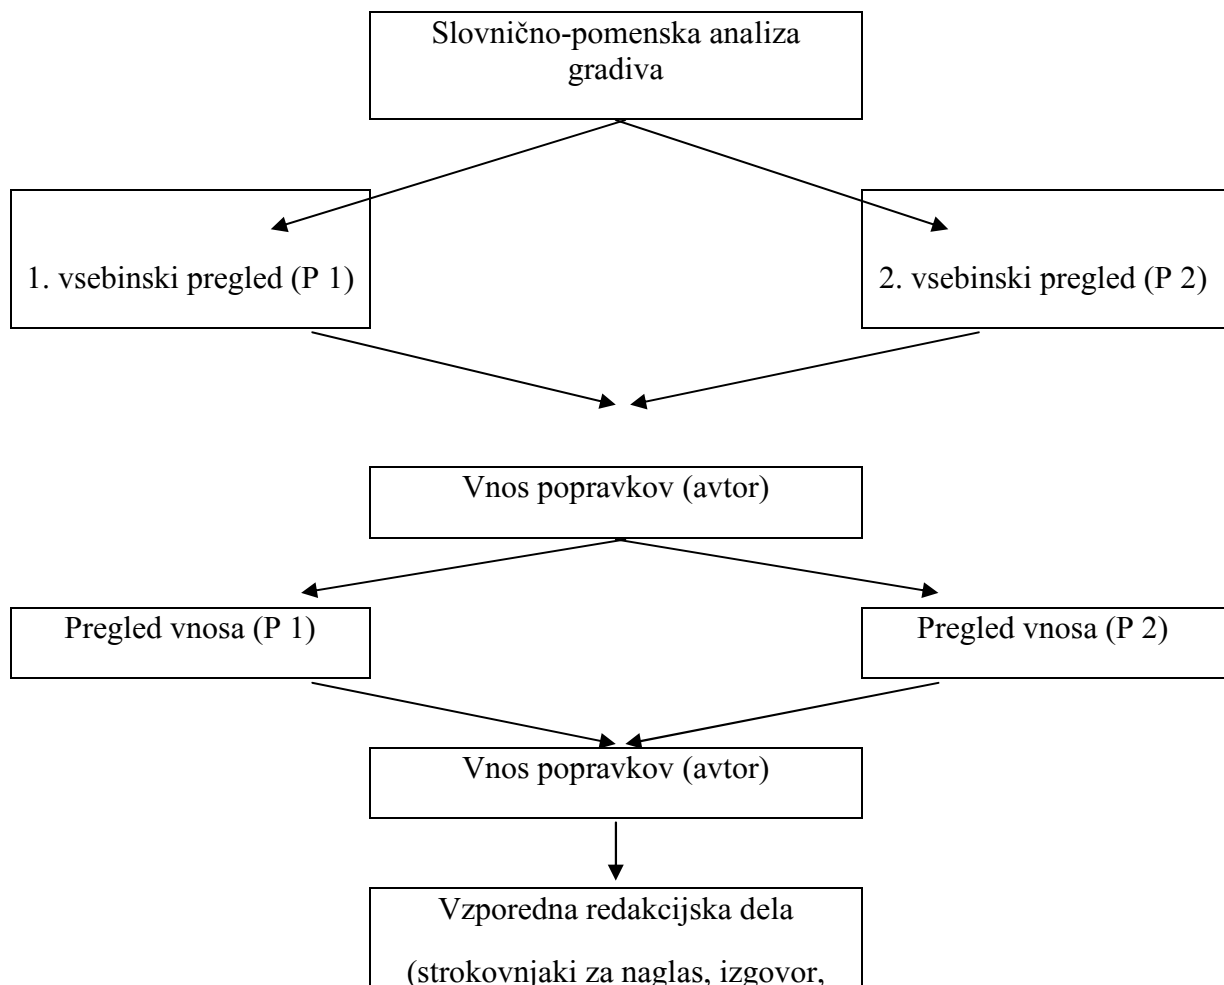 Slovnično-pomenska analiza
gradiva
1. vsebinski pregled (P 1)
2. vsebinski pregled (P 2)
Vnos popravkov (avtor)
Pregled vnosa (P 1)
Pregled vnosa (P 2)
Vnos popravkov (avtor)
Vzporedna redakcijska dela
(strokovnjaki za naglas, izgovor,